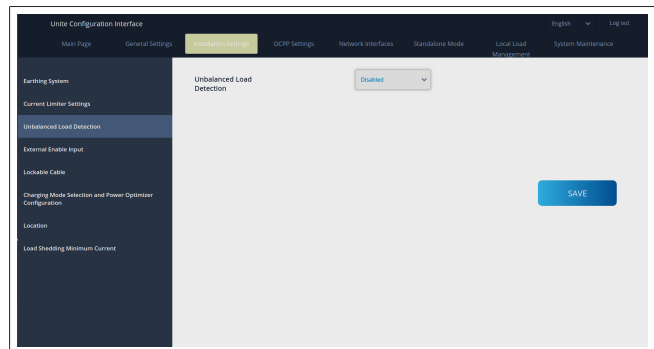 Unite Configuration Interface
English
Log out
Main Page
General Settings
Installation Settings
OCPP Settings
Network Interfaces
Standalone Mode
Local Load
Management
System Maintenance
Earthing System
Current Limiter Settings
Unbalanced Load Detection
External Enable Input
Lockable Cable
Charging Mode Selection and Power Optimizer
Configuration
Location
Load Shedding Minimum Current
Unbalanced Load
Detection
Disabled
SAVE